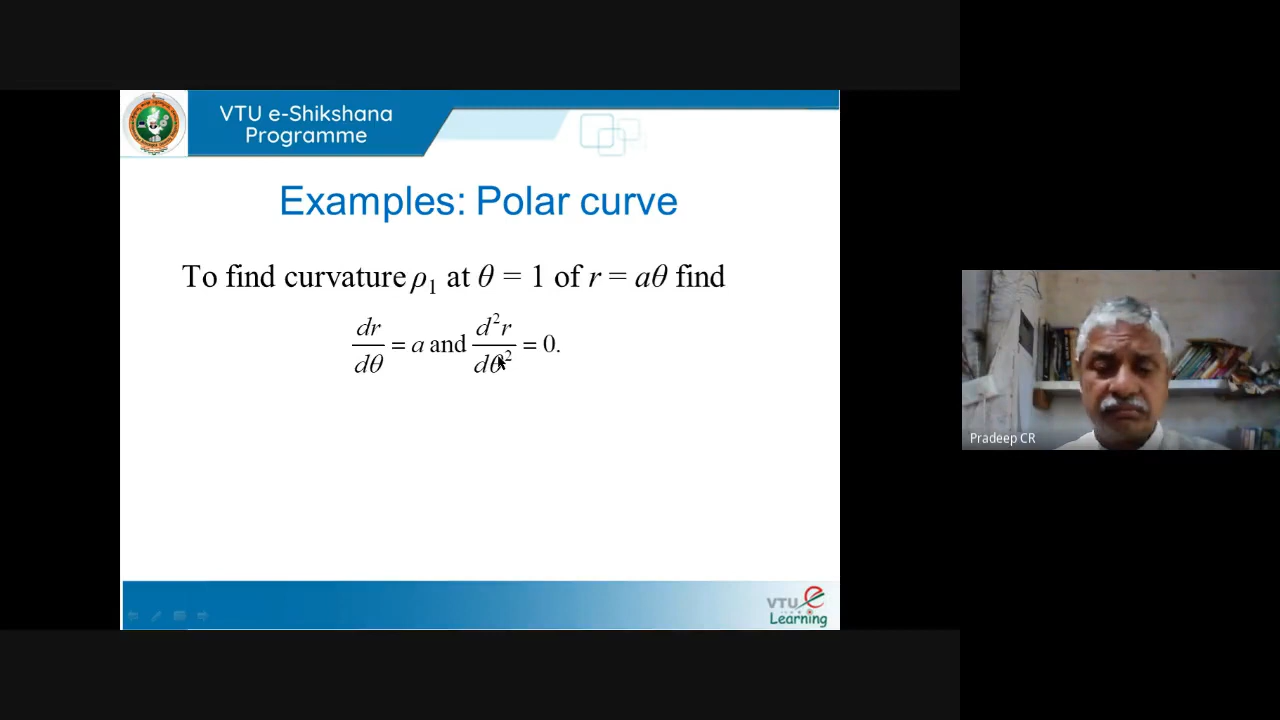 VTU e-Shikshana
Programme
Examples: Polar curve
To find curvature ρ₁ at θ = 1 of r = aθ find
dr/dθ = a and d²r/dθ² = 0.
Pradeep CR
VTU e
Learning